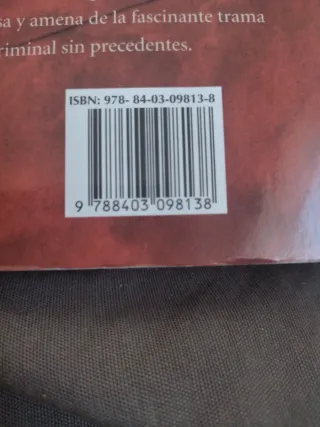 sa y amena de la fascinante trama
riminal sin precedentes.
ISBN: 978- 84-03-09813-8
9 788403 098138